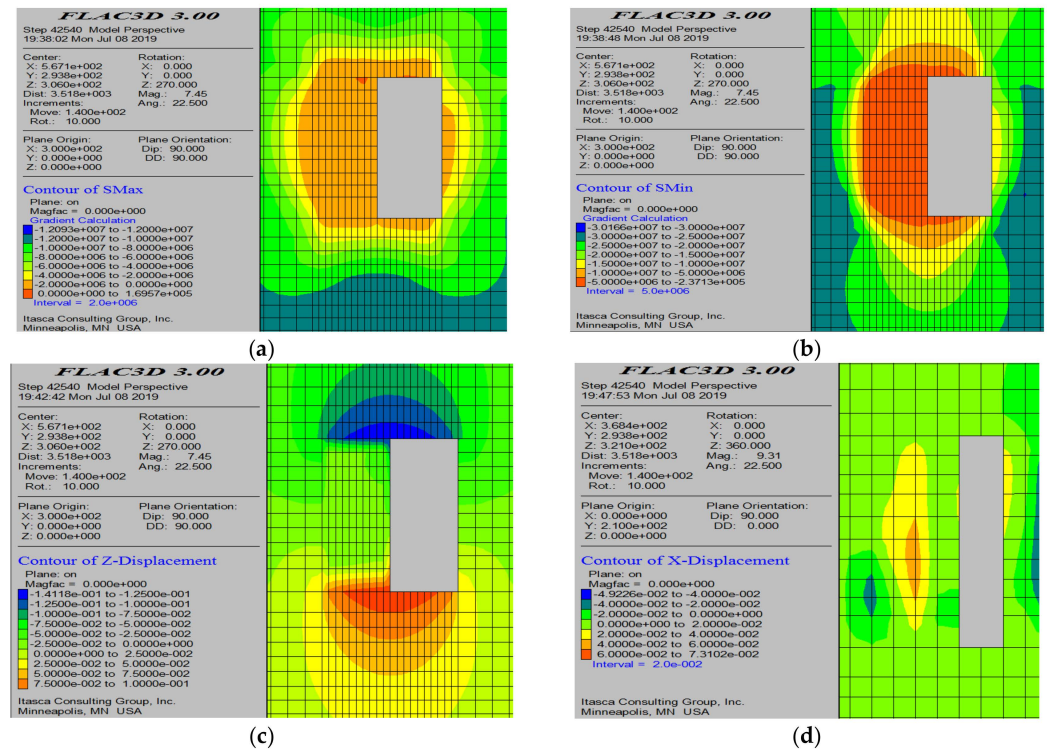 FLAC3D 3.00
Step 42540 Model Perspective
19:38:02 Mon Jul 08 2019
Center:
X: 5.671e+002
Y: 2.938e+002
Z: 3.060e+002
Dist: 3.518e+003
Increments:
Move: 1.400e+002
Rot.: 10.000
Rotation:
X: 0.000
Y: 0.000
Z: 270.000
Mag.: 7.45
Ang.: 22.500
Plane Origin:
X: 3.000e+002
Y: 0.000e+000
Z: 0.000e+000
Plane Orientation:
Dip: 90.000
DD: 90.000
Contour of SMax
Plane: on
Magfac = 0.000e+000
Gradient Calculation
-1.2093e+007 to -1.2000e+007
-1.2000e+007 to -1.0000e+007
-1.0000e+007 to -8.0000e+006
-8.0000e+006 to -6.0000e+006
-6.0000e+006 to -4.0000e+006
-4.0000e+006 to -2.0000e+006
-2.0000e+006 to 0.0000e+000
0.0000e+000 to 1.6957e+005
Interval = 2.0e+006
Itasca Consulting Group, Inc.
Minneapolis, MN USA
(a)
FLAC3D 3.00
Step 42540 Model Perspective
19:38:48 Mon Jul 08 2019
Center:
X: 5.671e+002
Y: 2.938e+002
Z: 3.060e+002
Dist: 3.518e+003
Increments:
Move: 1.400e+002
Rot.: 10.000
Rotation:
X: 0.000
Y: 0.000
Z: 270.000
Mag.: 7.45
Ang.: 22.500
Plane Origin:
X: 3.000e+002
Y: 0.000e+000
Z: 0.000e+000
Plane Orientation:
Dip: 90.000
DD: 90.000
Contour of SMin
Plane: on
Magfac = 0.000e+000
Gradient Calculation
-3.0166e+007 to -3.0000e+007
-3.0000e+007 to -2.5000e+007
-2.5000e+007 to -2.0000e+007
-2.0000e+007 to -1.5000e+007
-1.5000e+007 to -1.0000e+007
-1.0000e+007 to -5.0000e+006
-5.0000e+006 to -2.3713e+005
Interval = 5.0e+006
Itasca Consulting Group, Inc.
Minneapolis, MN USA
(b)
FLAC3D 3.00
Step 42540 Model Perspective
19:42:42 Mon Jul 08 2019
Center:
X: 5.671e+002
Y: 2.938e+002
Z: 3.060e+002
Dist: 3.518e+003
Increments:
Move: 1.400e+002
Rot.: 10.000
Rotation:
X: 0.000
Y: 0.000
Z: 270.000
Mag.: 7.45
Ang.: 22.500
Plane Origin:
X: 3.000e+002
Y: 0.000e+000
Z: 0.000e+000
Plane Orientation:
Dip: 90.000
DD: 90.000
Contour of Z-Displacement
Plane: on
Magfac = 0.000e+000
-1.4118e-001 to -1.2500e-001
-1.2500e-001 to -1.0000e-001
-1.0000e-001 to -7.5000e-002
-7.5000e-002 to -5.0000e-002
-5.0000e-002 to -2.5000e-002
-2.5000e-002 to 0.0000e+000
0.0000e+000 to 2.5000e-002
2.5000e-002 to 5.0000e-002
5.0000e-002 to 7.5000e-002
7.5000e-002 to 1.0000e-001
Itasca Consulting Group, Inc.
Minneapolis, MN USA
(c)
FLAC3D 3.00
Step 42540 Model Perspective
19:47:53 Mon Jul 08 2019
Center:
X: 3.684e+002
Y: 2.938e+002
Z: 3.210e+002
Dist: 3.518e+003
Increments:
Move: 1.400e+002
Rot.: 10.000
Rotation:
X: 0.000
Y: 0.000
Z: 360.000
Mag.: 9.31
Ang.: 22.500
Plane Origin:
X: 0.000e+000
Y: 2.100e+002
Z: 0.000e+000
Plane Orientation:
Dip: 90.000
DD: 0.000
Contour of X-Displacement
Plane: on
Magfac = 0.000e+000
-4.9226e-002 to -4.0000e-002
-4.0000e-002 to -2.0000e-002
-2.0000e-002 to 0.0000e+000
0.0000e+000 to 2.0000e-002
2.0000e-002 to 4.0000e-002
4.0000e-002 to 6.0000e-002
6.0000e-002 to 7.3102e-002
Interval = 2.0e-002
Itasca Consulting Group, Inc.
Minneapolis, MN USA
(d)